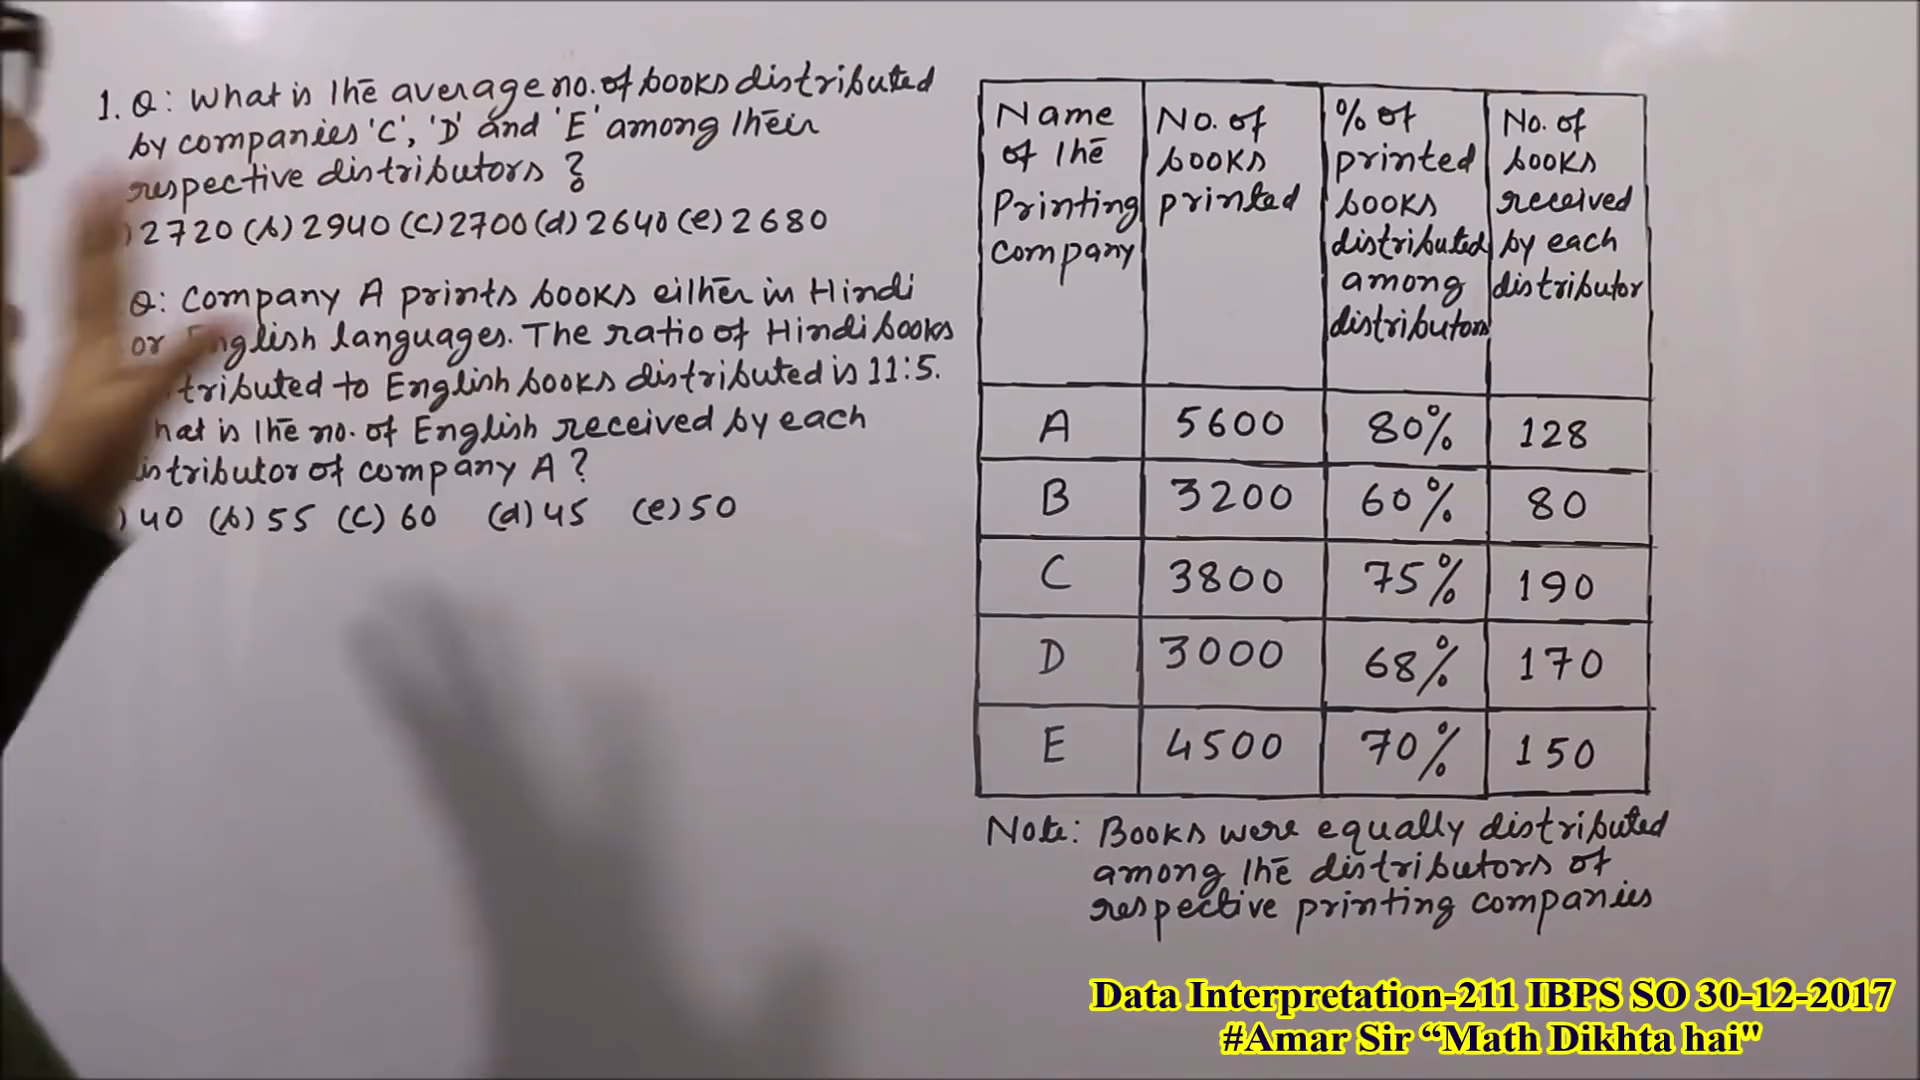 1. Q: What is the average no. of books distributed
by companies 'C', 'D' and 'E' among their
respective distributors ?
) 2720 (b) 2940 (c) 2700 (d) 2640 (e) 2680
Q: Company A prints books either in Hindi
or English languages. The ratio of Hindi books
tributed to English books distributed is 11:5.
hat is the no. of English received by each
istributor of company A ?
) 40 (b) 55 (c) 60 (d) 45 (e) 50
Name of the Printing company | No. of books printed | % of printed books distributed among distributors | No. of books received by each distributor
A 5600 80% 128
B 3200 60% 80
C 3800 75% 190
D 3000 68% 170
E 4500 70% 150
Note: Books were equally distributed
among the distributors of
respective printing companies
Data Interpretation-211 IBPS SO 30-12-2017
#Amar Sir “Math Dikhta hai"